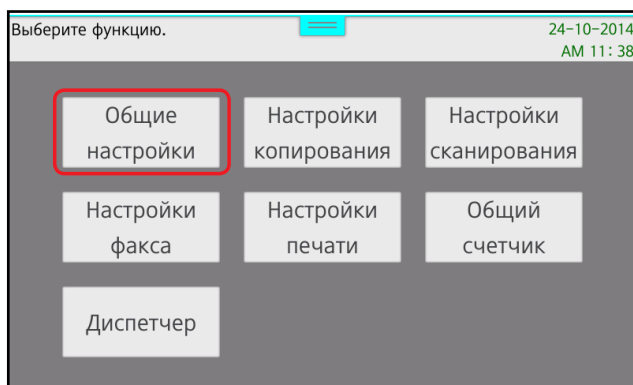 Выберите функцию.
24-10-2014
AM 11: 38
Общие
настройки
Настройки
копирования
Настройки
сканирования
Настройки
факса
Настройки
печати
Общий
счетчик
Диспетчер